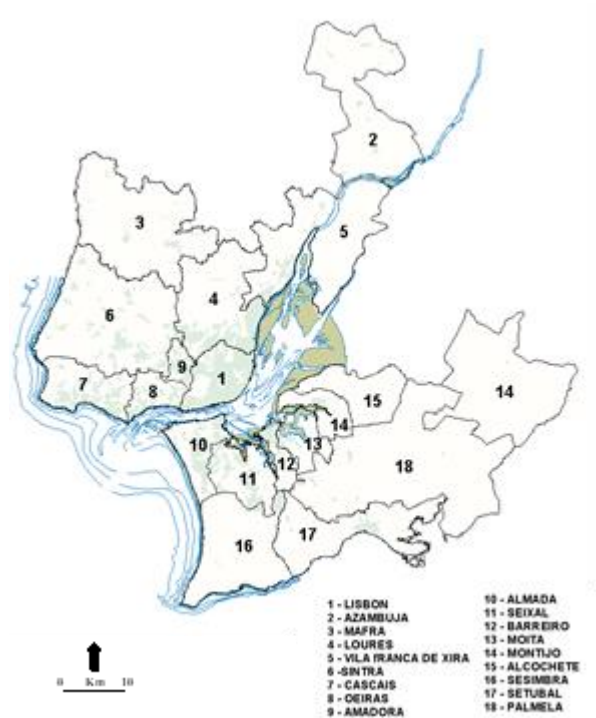 2
3
5
4
6
9
1
7
8
15
14
14
10
13
18
12
11
17
16
1 - LISBON
2 - AZAMBUJA
3 - MAFRA
4 - LOURES
5 - VILA fRANCA DE XIRA
6 -SINTRA
7 - CASCAIS
8 - OEIRAS
9 - AMADORA
10 - ALMADA
11 - SEIXAL
12 - BARREIRO
13 - MOITA
14 - MONTIJO
15 - ALCOCHETE
16 - SESIMBRA
17 - SETUBAL
18 - PALMELA
0 Km 10